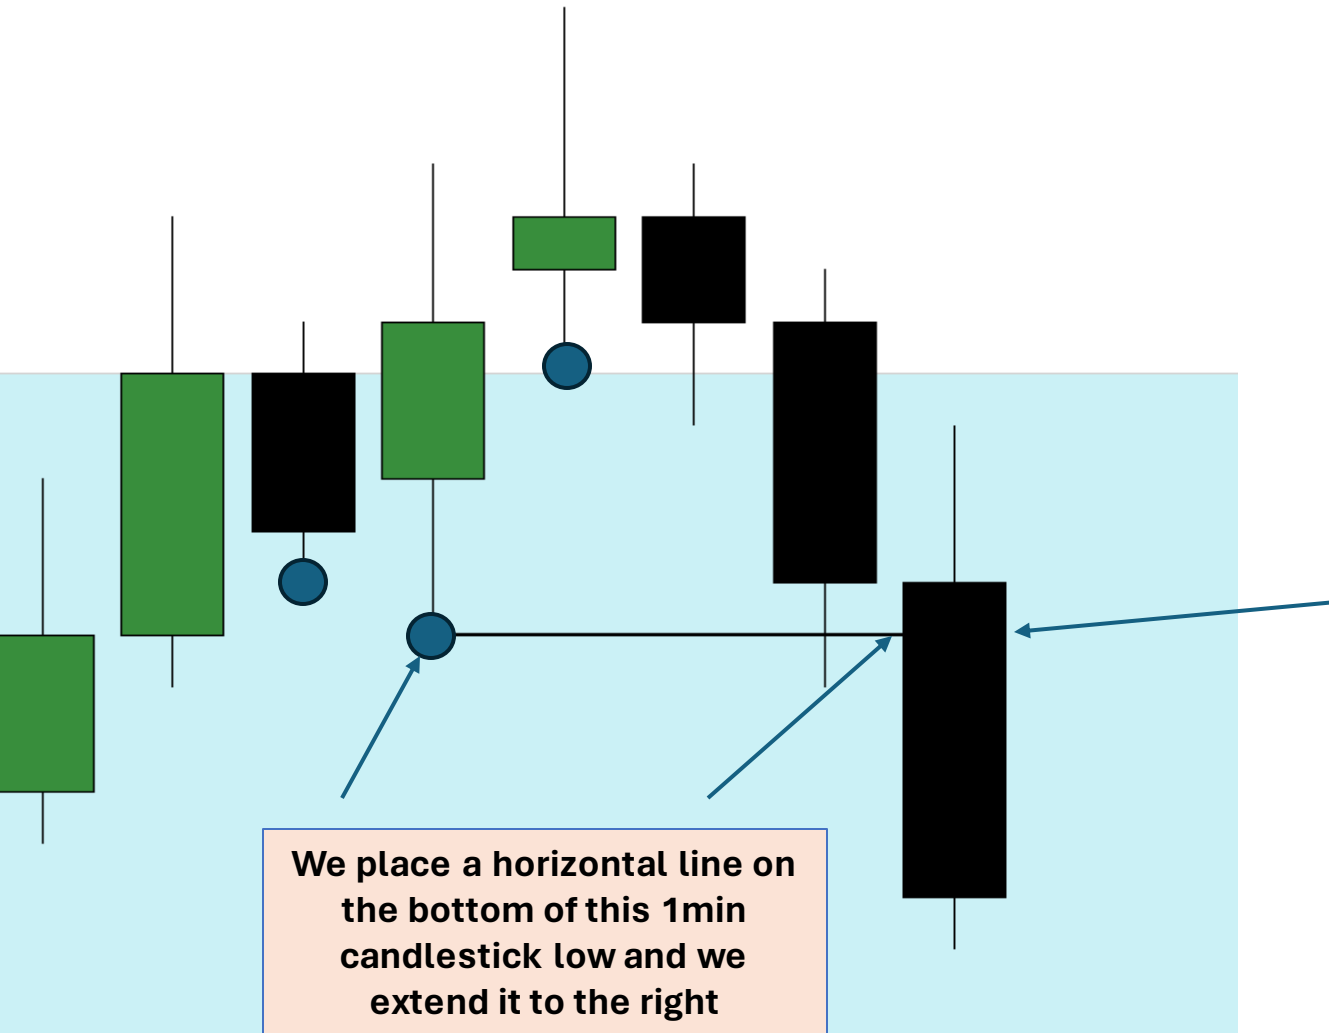 We place a horizontal line on
the bottom of this 1min
candlestick low and we
extend it to the right